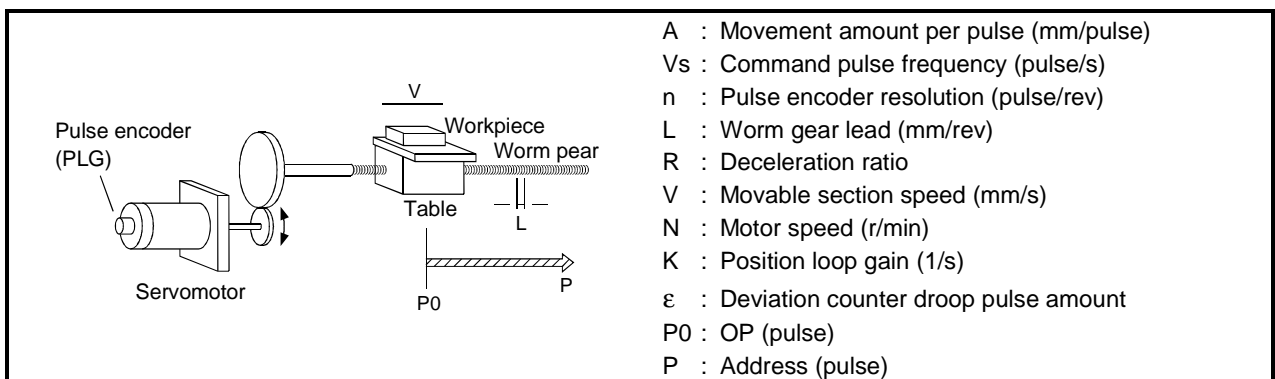 V
Pulse encoder
(PLG)
Workpiece
Worm pear
Table
L
Servomotor
P0
P
A : Movement amount per pulse (mm/pulse)
Vs : Command pulse frequency (pulse/s)
n : Pulse encoder resolution (pulse/rev)
L : Worm gear lead (mm/rev)
R : Deceleration ratio
V : Movable section speed (mm/s)
N : Motor speed (r/min)
K : Position loop gain (1/s)
ε : Deviation counter droop pulse amount
P0 : OP (pulse)
P : Address (pulse)